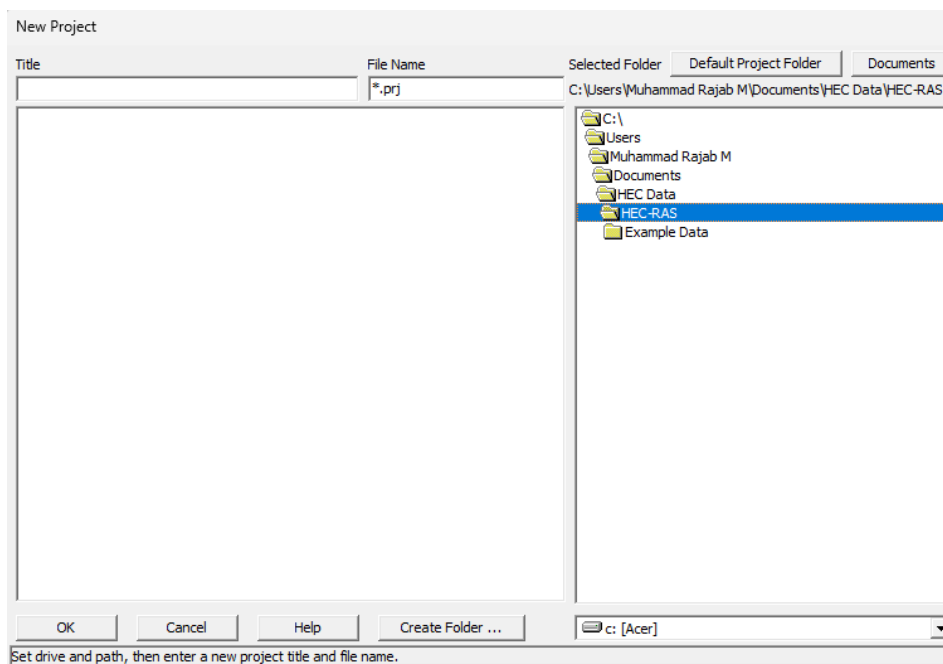 New Project
Title File Name Selected Folder Default Project Folder Documents
*.prj C:\Users\Muhammad Rajab M\Documents\HEC Data\HEC-RAS
C:\
Users
Muhammad Rajab M
Documents
HEC Data
HEC-RAS
Example Data
OK Cancel Help Create Folder ... c: [Acer]
Set drive and path, then enter a new project title and file name.